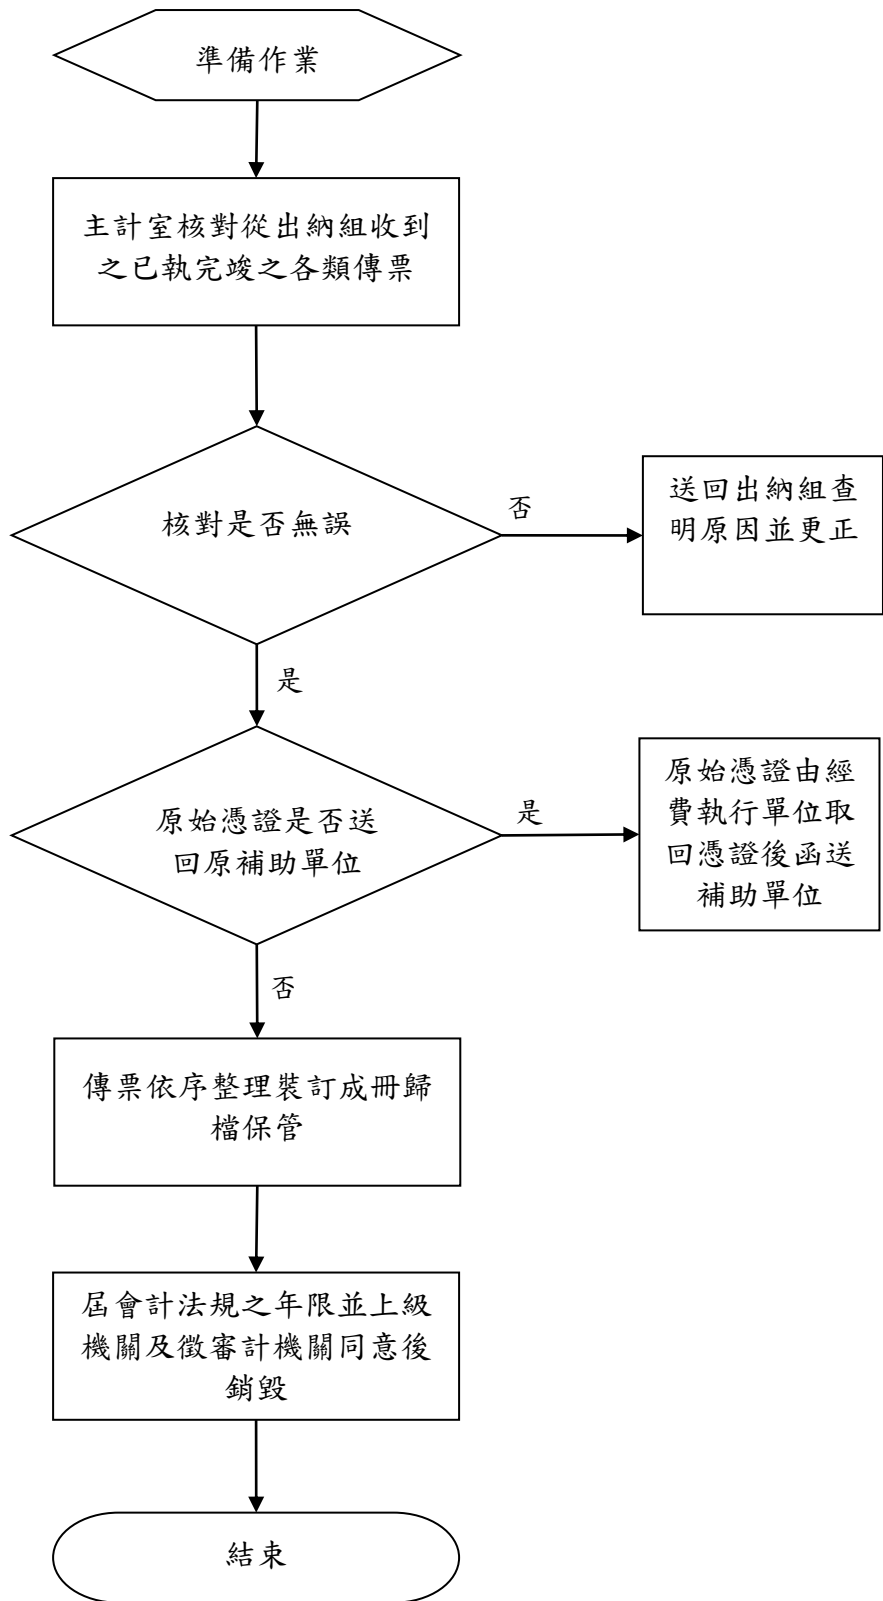 準備作業
主計室核對從出納組收到
之已執完竣之各類傳票
核對是否無誤
否
送回出納組查
明原因並更正
是
原始憑證是否送
回原補助單位
是
原始憑證由經
費執行單位取
回憑證後函送
補助單位
否
傳票依序整理裝訂成冊歸
檔保管
屆會計法規之年限並上級
機關及徵審計機關同意後
銷毀
結束